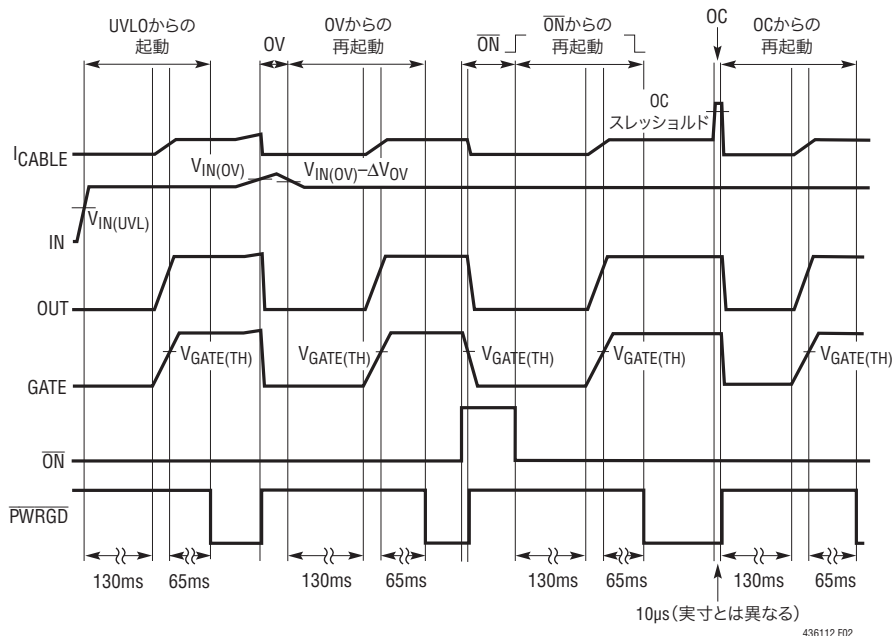 UVLOからの
起動
OV
OVからの
再起動
ON
ONからの
再起動
OC
OCからの
再起動
OC
スレッショルド
ICABLE
VIN(OV)
VIN(OV)–ΔVOV
VIN(UVL)
IN
OUT
VGATE(TH)
VGATE(TH)
VGATE(TH)
VGATE(TH)
VGATE(TH)
GATE
ON
PWRGD
130ms
65ms
130ms
65ms
130ms
65ms
130ms
65ms
10µs(実寸とは異なる)
436112 F02